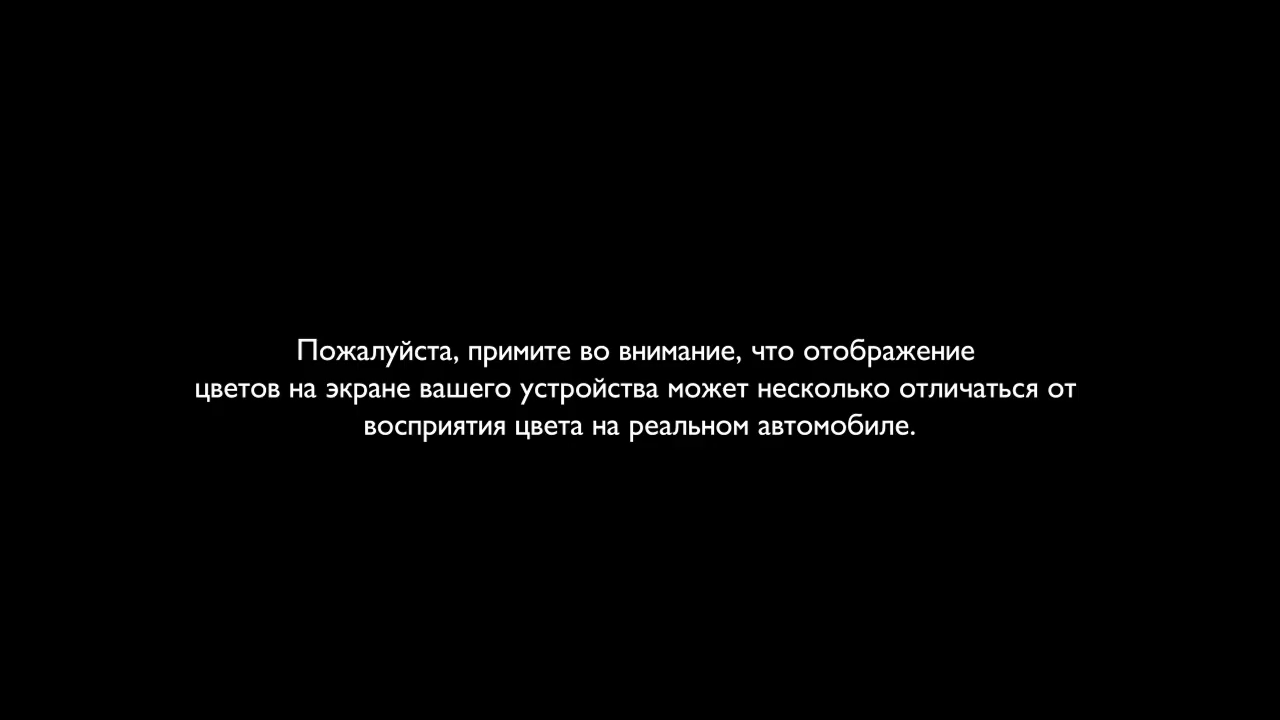 Пожалуйста, примите во внимание, что отображение
цветов на экране вашего устройства может несколько отличаться от
восприятия цвета на реальном автомобиле.